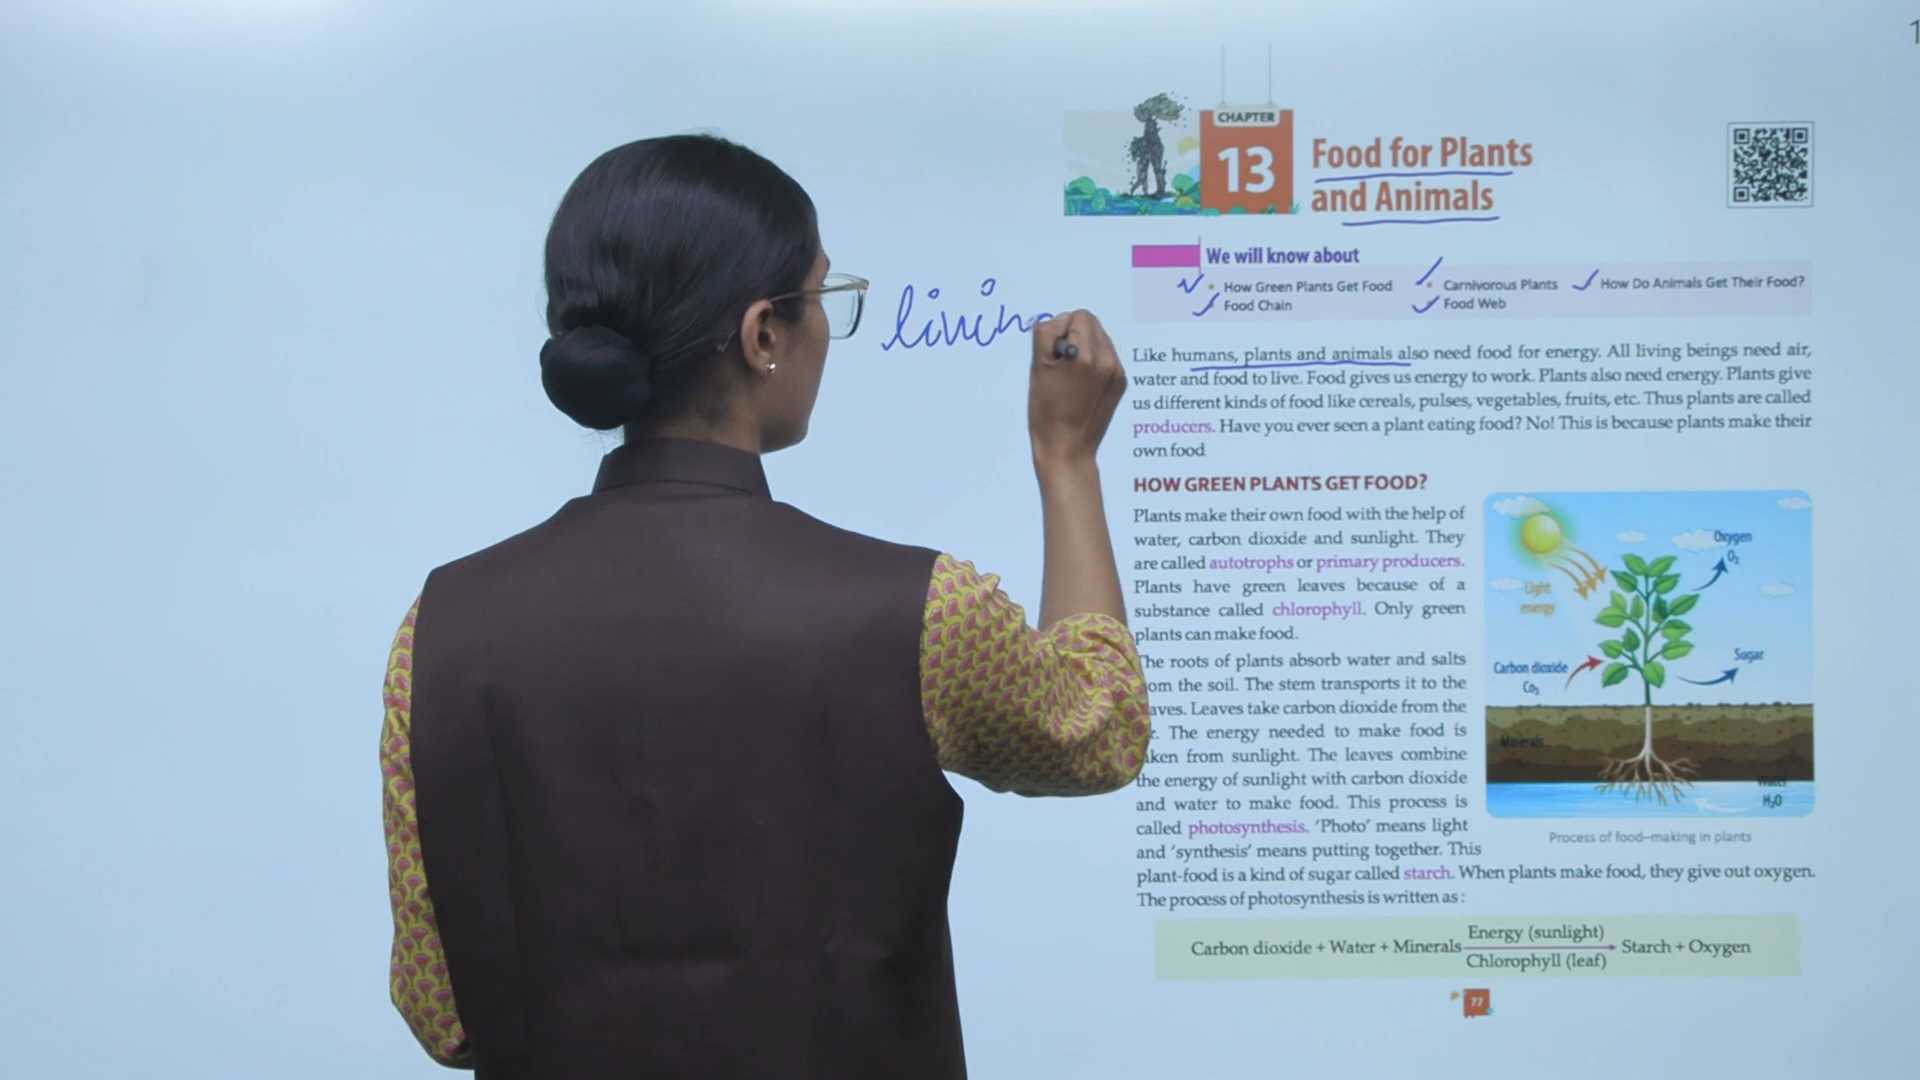 1
CHAPTER
13
Food for Plants
and Animals
We will know about
• How Green Plants Get Food
• Carnivorous Plants
How Do Animals Get Their Food?
Food Chain
Food Web
living
Like humans, plants and animals also need food for energy. All living beings need air,
water and food to live. Food gives us energy to work. Plants also need energy. Plants give
us different kinds of food like cereals, pulses, vegetables, fruits, etc. Thus plants are called
producers. Have you ever seen a plant eating food? No! This is because plants make their
own food
HOW GREEN PLANTS GET FOOD?
Plants make their own food with the help of
water, carbon dioxide and sunlight. They
are called autotrophs or primary producers.
Plants have green leaves because of a
substance called chlorophyll. Only green
plants can make food.
The roots of plants absorb water and salts
om the soil. The stem transports it to the
aves. Leaves take carbon dioxide from the
r. The energy needed to make food is
ken from sunlight. The leaves combine
the energy of sunlight with carbon dioxide
and water to make food. This process is
called photosynthesis. 'Photo' means light
and 'synthesis' means putting together. This
plant-food is a kind of sugar called starch. When plants make food, they give out oxygen.
The process of photosynthesis is written as :
Oxygen
O₂
Light
energy
Carbon dioxide
Co₂
Sugar
Minerals
Water
H₂O
Process of food-making in plants
Energy (sunlight)
Carbon dioxide + Water + Minerals → Starch + Oxygen
Chlorophyll (leaf)
77